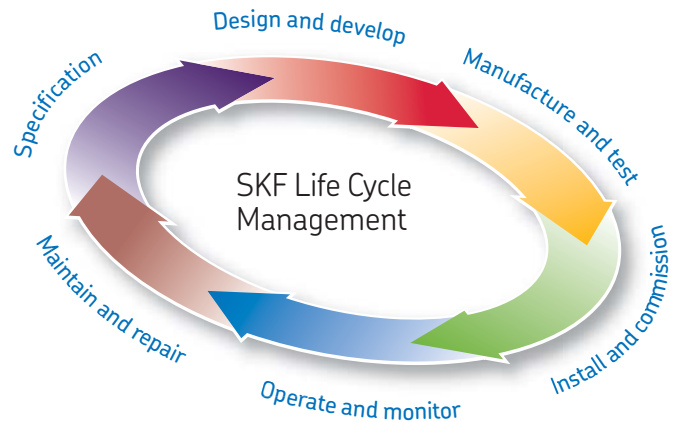 Design and develop
Manufacture and test
Specification
SKF Life Cycle
Management
Install and commission
Maintain and repair
Operate and monitor